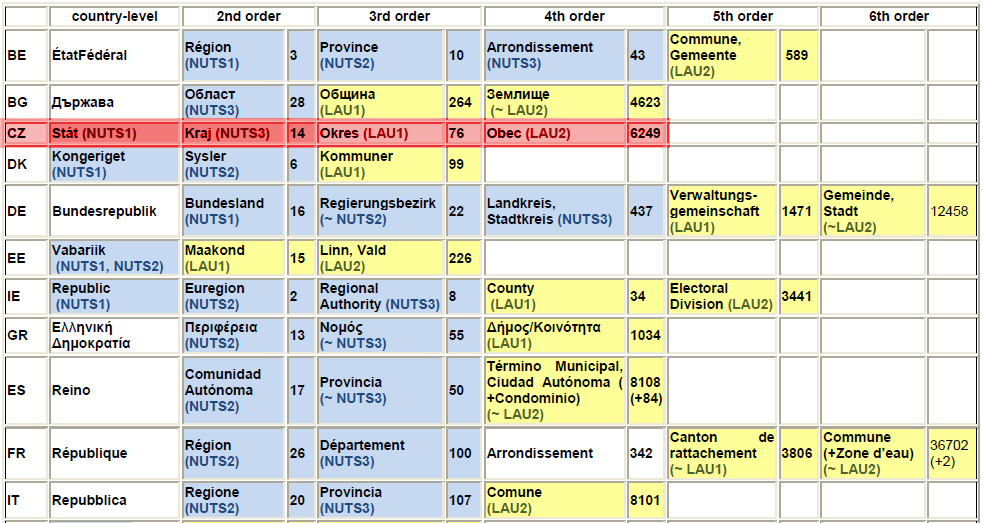 country-level 2nd order 3rd order 4th order 5th order 6th order
BE ÉtatFédéral Région (NUTS1) 3 Province (NUTS2) 10 Arrondissement (NUTS3) 43 Commune, Gemeente (LAU2) 589
BG Държава Област (NUTS3) 28 Община (LAU1) 264 Землище (~ LAU2) 4623
CZ Stát (NUTS1) Kraj (NUTS3) 14 Okres (LAU1) 76 Obec (LAU2) 6249
DK Kongeriget (NUTS1) Sysler (NUTS2) 6 Kommuner (LAU1) 99
DE Bundesrepublik Bundesland (NUTS1) 16 Regierungsbezirk (~ NUTS2) 22 Landkreis, Stadtkreis (NUTS3) 437 Verwaltungs-gemeinschaft (LAU1) 1471 Gemeinde, Stadt (~LAU2) 12458
EE Vabariik (NUTS1, NUTS2) Maakond (LAU1) 15 Linn, Vald (LAU2) 226
IE Republic (NUTS1) Euregion (NUTS2) 2 Regional Authority (NUTS3) 8 County (LAU1) 34 Electoral Division (LAU2) 3441
GR Ελληνική Δημοκρατία Περιφέρεια (NUTS2) 13 Νομός (~ NUTS3) 55 Δήμος/Κοινότητα (LAU1) 1034
ES Reino Comunidad Autónoma (NUTS2) 17 Provincia (~ NUTS3) 50 Término Municipal, Ciudad Autónoma ( +Condominio) (~ LAU2) 8108 (+84)
FR République Région (NUTS2) 26 Département (NUTS3) 100 Arrondissement 342 Canton de rattachement (~ LAU1) 3806 Commune (+Zone d'eau) (~ LAU2) 36702 (+2)
IT Repubblica Regione (NUTS2) 20 Provincia (NUTS3) 107 Comune (LAU2) 8101